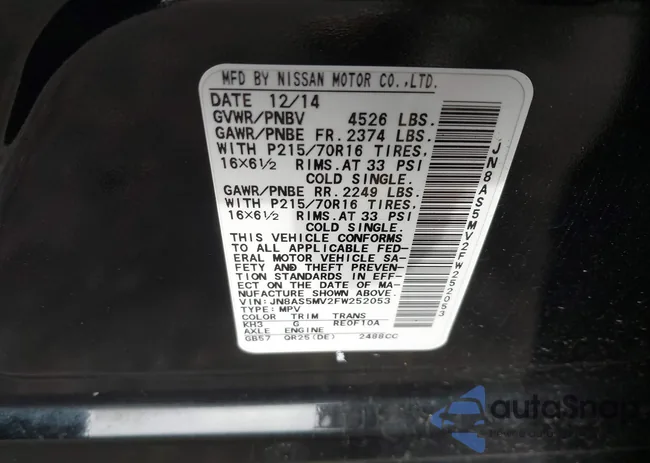 MFD BY NISSAN MOTOR CO.,LTD.
DATE 12/14
GVWR/PNBV 4526 LBS.
GAWR/PNBE FR. 2374 LBS.
WITH P215/70R16 TIRES,
16×6½ RIMS.AT 33 PSI
COLD SINGLE.
GAWR/PNBE RR. 2249 LBS.
WITH P215/70R16 TIRES,
16×6½ RIMS.AT 33 PSI
COLD SINGLE.
THIS VEHICLE CONFORMS
TO ALL APPLICABLE FED-
ERAL MOTOR VEHICLE SA-
FETY AND THEFT PREVEN-
TION STANDARDS IN EFF-
ECT ON THE DATE OF MA-
NUFACTURE SHOWN ABOVE.
VIN:JN8AS5MV2FW252053
TYPE:MPV
COLOR TRIM TRANS
KH3 G RE0F10A
AXLE ENGINE
GB57 QR25(DE) 2488CC
JN8AS5MV2FW252053
autoSnap